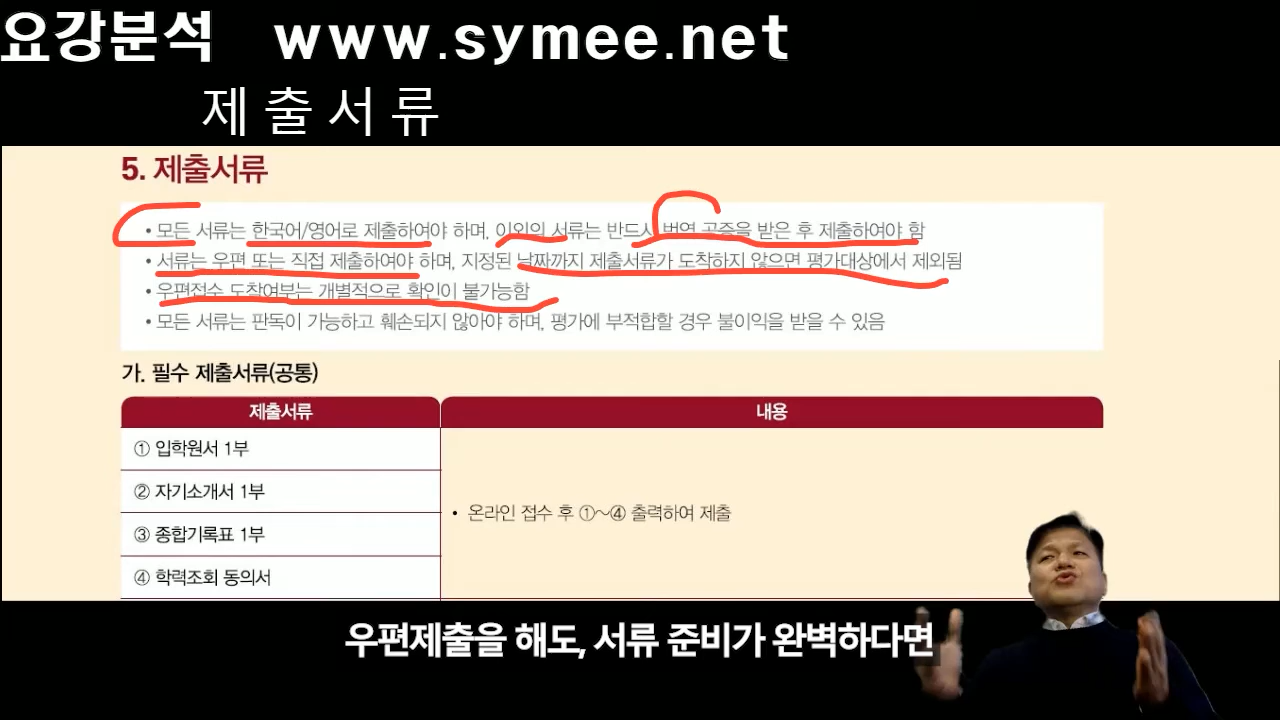 요강분석 www.symee.net
제출서류
5. 제출서류
• 모든 서류는 한국어/영어로 제출하여야 하며, 이외의 서류는 반드시 번역 공증을 받은 후 제출하여야 함
• 서류는 우편 또는 직접 제출하여야 하며, 지정된 날짜까지 제출서류가 도착하지 않으면 평가대상에서 제외됨
• 우편접수 도착여부는 개별적으로 확인이 불가능함
• 모든 서류는 판독이 가능하고 훼손되지 않아야 하며, 평가에 부적합할 경우 불이익을 받을 수 있음
가. 필수 제출서류(공통)
제출서류 내용
① 입학원서 1부
② 자기소개서 1부
• 온라인 접수 후 ①~④ 출력하여 제출
③ 종합기록표 1부
④ 학력조회 동의서
우편제출을 해도, 서류 준비가 완벽하다면